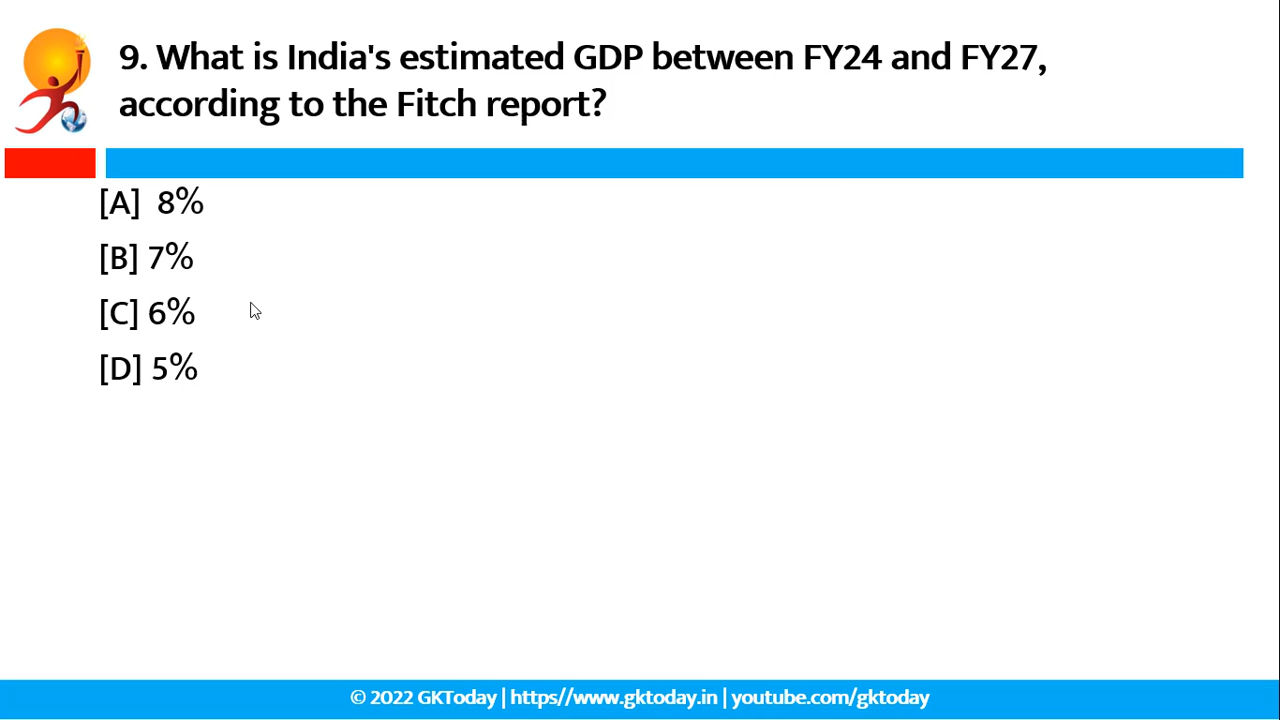 9. What is India's estimated GDP between FY24 and FY27,
according to the Fitch report?
[A] 8%
[B] 7%
[C] 6%
[D] 5%
© 2022 GKToday | https//www.gktoday.in | youtube.com/gktoday